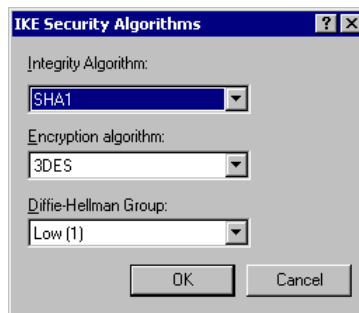 IKE Security Algorithms
Integrity Algorithm:
SHA1
Encryption algorithm:
3DES
Diffie-Hellman Group:
Low (1)
OK Cancel